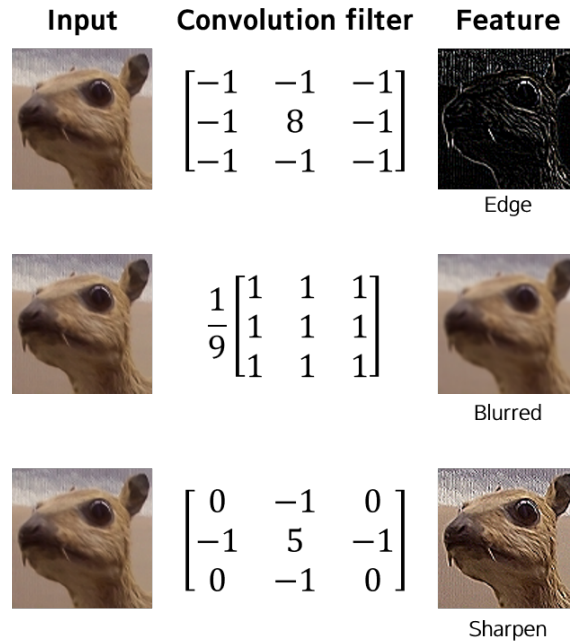 Input Convolution filter Feature
−1 −1 −1
−1 8 −1
−1 −1 −1
Edge
1 1 1
1/9 1 1 1
1 1 1
Blurred
0 −1 0
−1 5 −1
0 −1 0
Sharpen